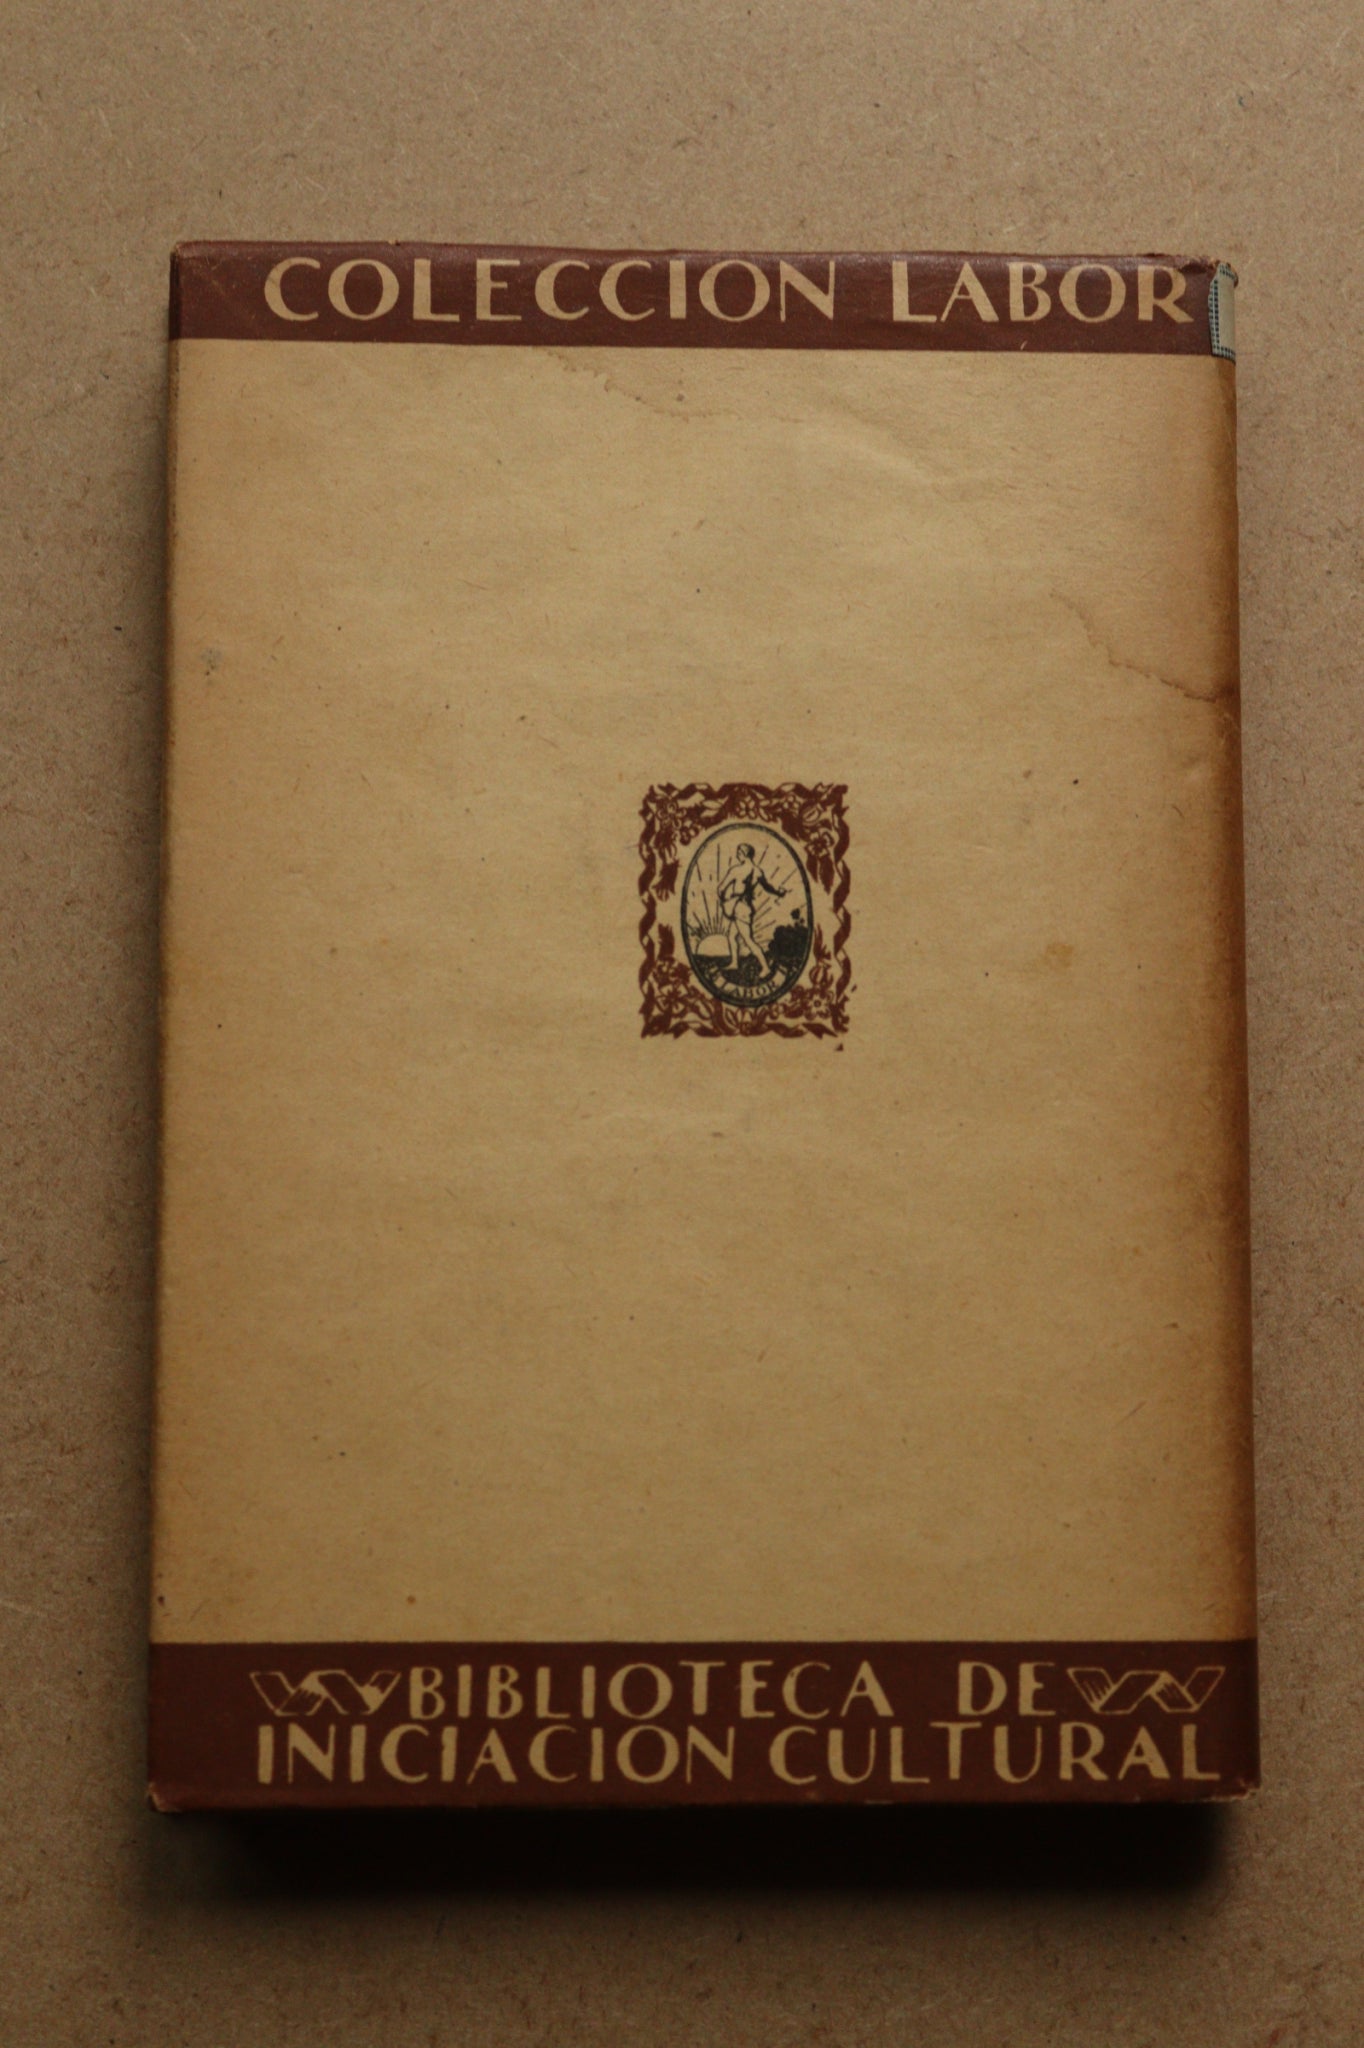 COLECCION LABOR
LABOR
BIBLIOTECA DE
INICIACION CULTURAL